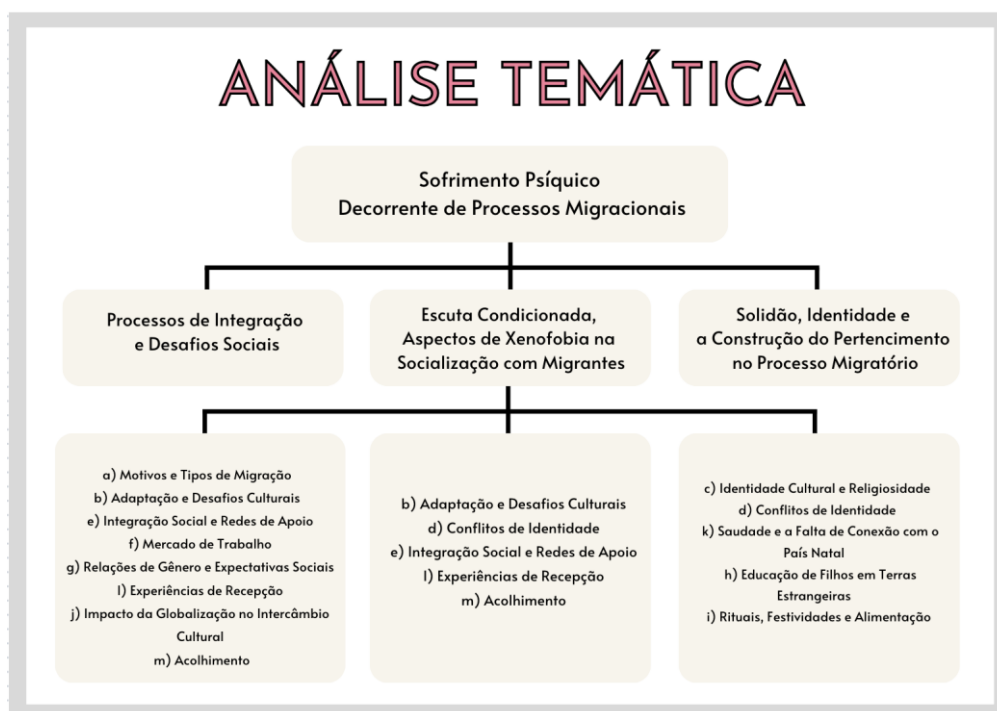 ANÁLISE TEMÁTICA
Sofrimento Psíquico
Decorrente de Processos Migracionais
Processos de Integração
e Desafios Sociais
Escuta Condicionada,
Aspectos de Xenofobia na
Socialização com Migrantes
Solidão, Identidade e
a Construção do Pertencimento
no Processo Migratório
a) Motivos e Tipos de Migração
b) Adaptação e Desafios Culturais
e) Integração Social e Redes de Apoio
f) Mercado de Trabalho
g) Relações de Gênero e Expectativas Sociais
l) Experiências de Recepção
j) Impacto da Globalização no Intercâmbio
Cultural
m) Acolhimento
b) Adaptação e Desafios Culturais
d) Conflitos de Identidade
e) Integração Social e Redes de Apoio
l) Experiências de Recepção
m) Acolhimento
c) Identidade Cultural e Religiosidade
d) Conflitos de Identidade
k) Saudade e a Falta de Conexão com o
País Natal
h) Educação de Filhos em Terras
Estrangeiras
i) Rituais, Festividades e Alimentação